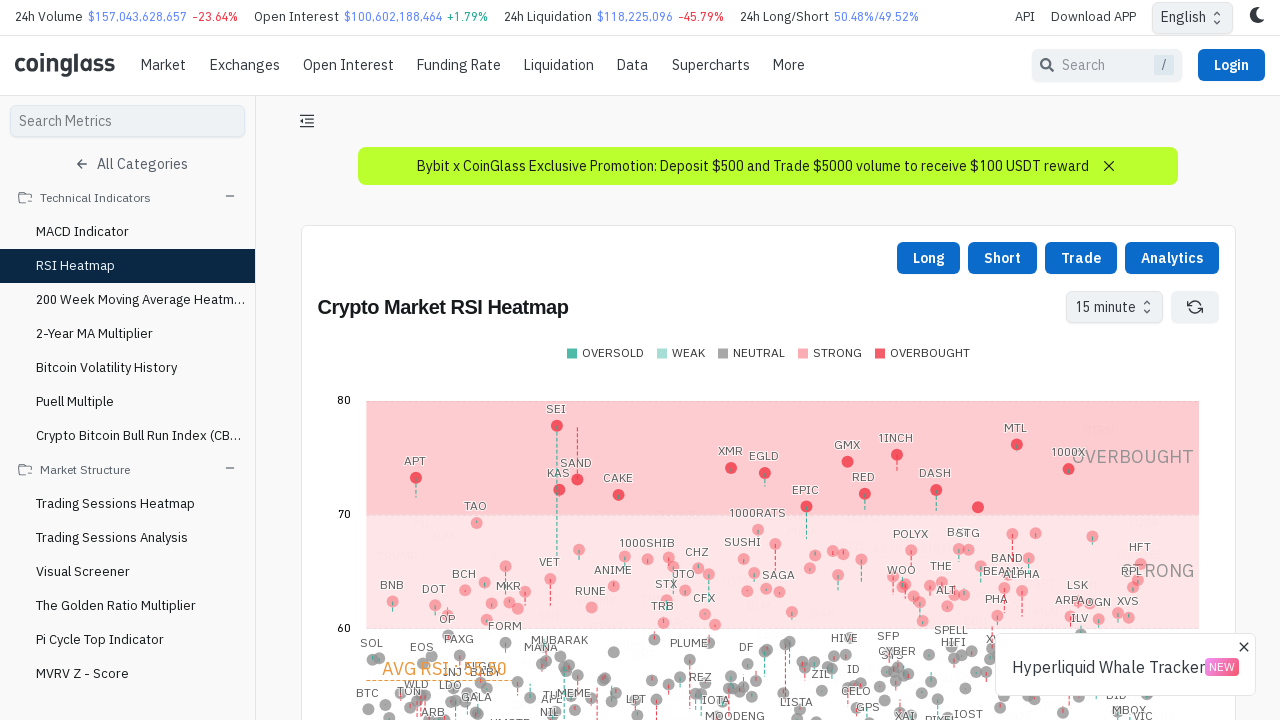 24h Volume $157,043,628,657 -23.64% Open Interest $100,602,188,464 +1.79% 24h Liquidation $118,225,096 -45.79% 24h Long/Short 50.48%/49.52% API Download APP English
coinglass Market Exchanges Open Interest Funding Rate Liquidation Data Supercharts More Search / Login
Search Metrics
All Categories
Technical Indicators
MACD Indicator
RSI Heatmap
200 Week Moving Average Heatm...
2-Year MA Multiplier
Bitcoin Volatility History
Puell Multiple
Crypto Bitcoin Bull Run Index (CB...
Market Structure
Trading Sessions Heatmap
Trading Sessions Analysis
Visual Screener
The Golden Ratio Multiplier
Pi Cycle Top Indicator
MVRV Z - Score
Bybit x CoinGlass Exclusive Promotion: Deposit $500 and Trade $5000 volume to receive $100 USDT reward
Long Short Trade Analytics
Crypto Market RSI Heatmap 15 minute
OVERSOLD WEAK NEUTRAL STRONG OVERBOUGHT
80
SEI
MTL
1INCH
GMX
XMR
EGLD
1000X
OVERBOUGHT
APT
SAND
KAS
CAKE
RED
DASH
EPIC
TAO
70
1000RATS
POLYX
STG
1000SHIB
SUSHI
CHZ
HFT
VET
ANIME
JTO
SAGA
WOO
THE
BAND
BEAMX
ALPHA
RPL
STRONG
BNB
DOT
BCH
MKR
RUNE
STX
TRB
CFX
ALT
PHA
LSK
ARPA
OGN
XVS
OP
FORM
ILV
60
SOL
EOS
PAXG
MUBARAK
MANA
PLUME
DF
HIVE
SFP
CYBER
SPELL
HIFI
AVG RSI
INJ
BABY
REZ
ZIL
ID
BTC
WLD
TON
LDO
GALA
MEME
LPT
IOTA
LISTA
CELO
GPS
ARB
NIL
MOODENG
XAI
IOST
MBOX
VIC
Hyperliquid Whale Tracker NEW